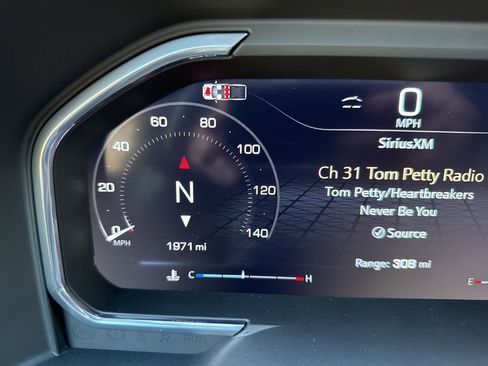 0
MPH
SiriusXM
Ch 31 Tom Petty Radio
Tom Petty/Heartbreakers
Never Be You
Source
Range: 308 mi
0
20
40
60
80
100
120
140
MPH
N
1971 mi
C
H
E
BRAKE